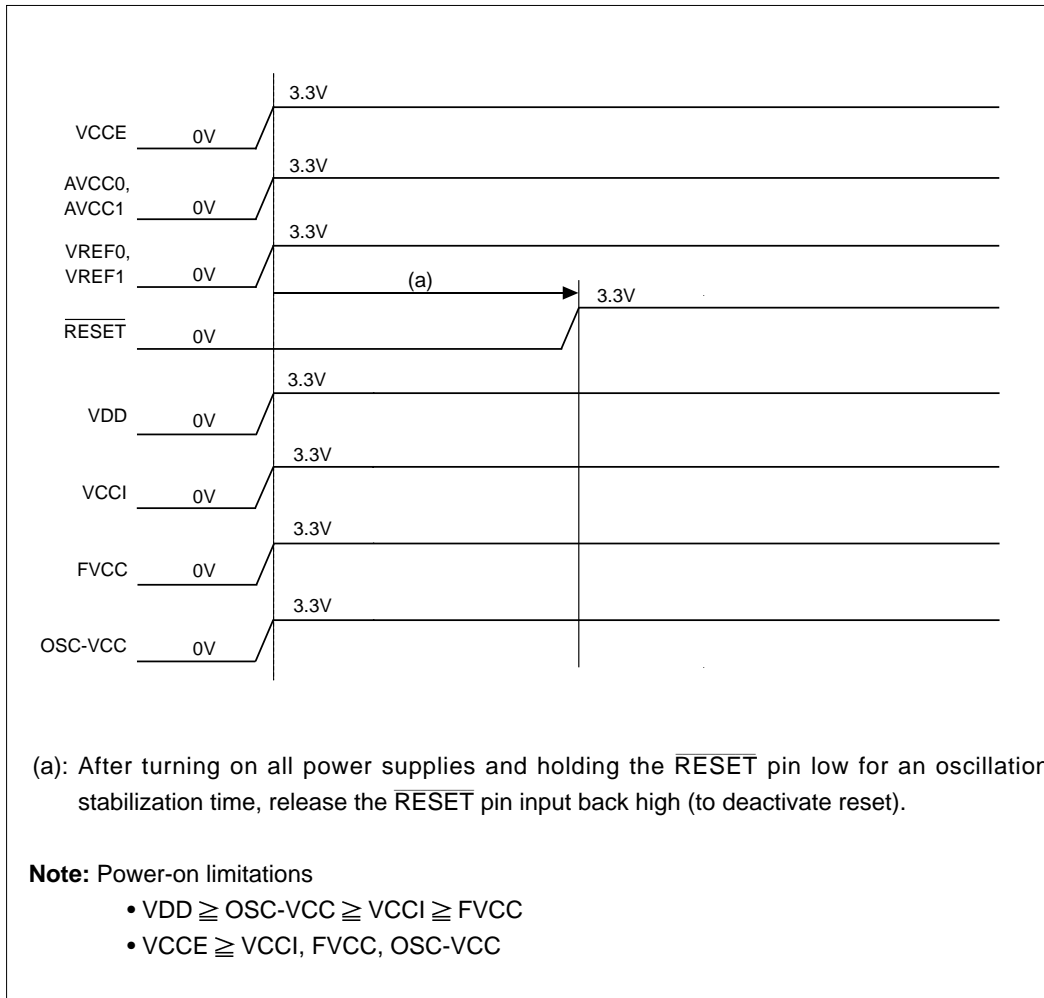 3.3V
VCCE 0V
3.3V
AVCC0,
AVCC1 0V
3.3V
VREF0,
VREF1 0V
(a)
3.3V
RESET 0V
3.3V
VDD 0V
3.3V
VCCI 0V
3.3V
FVCC 0V
3.3V
OSC-VCC 0V
(a): After turning on all power supplies and holding the RESET pin low for an oscillation
stabilization time, release the RESET pin input back high (to deactivate reset).
Note: Power-on limitations
• VDD ≧ OSC-VCC ≧ VCCI ≧ FVCC
• VCCE ≧ VCCI, FVCC, OSC-VCC